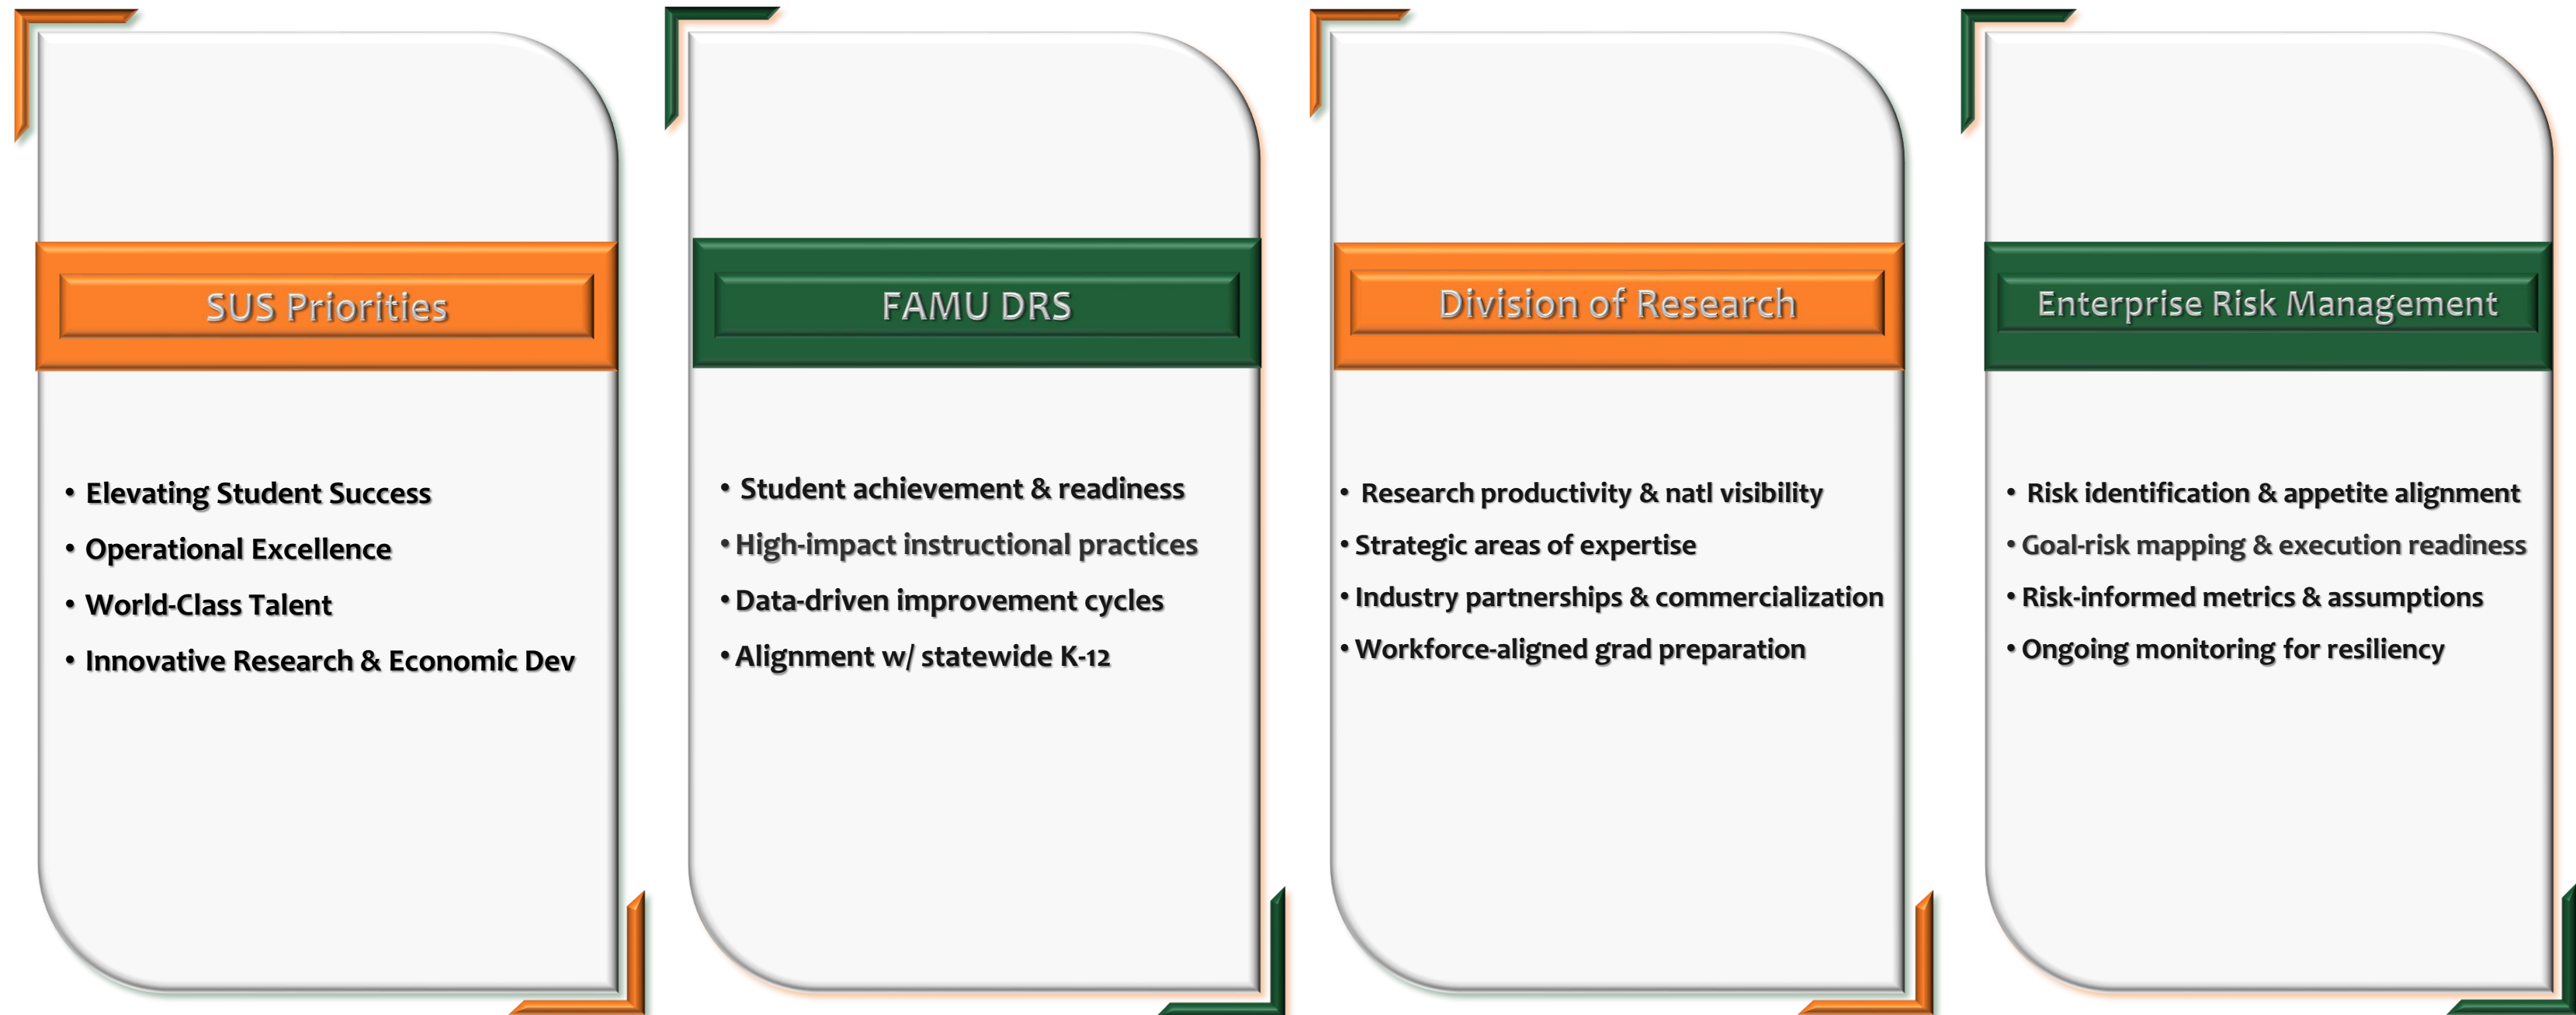 SUS Priorities
• Elevating Student Success
• Operational Excellence
• World-Class Talent
• Innovative Research & Economic Dev
FAMU DRS
• Student achievement & readiness
• High-impact instructional practices
• Data-driven improvement cycles
• Alignment w/ statewide K-12
Division of Research
• Research productivity & natl visibility
• Strategic areas of expertise
• Industry partnerships & commercialization
• Workforce-aligned grad preparation
Enterprise Risk Management
• Risk identification & appetite alignment
• Goal-risk mapping & execution readiness
• Risk-informed metrics & assumptions
• Ongoing monitoring for resiliency